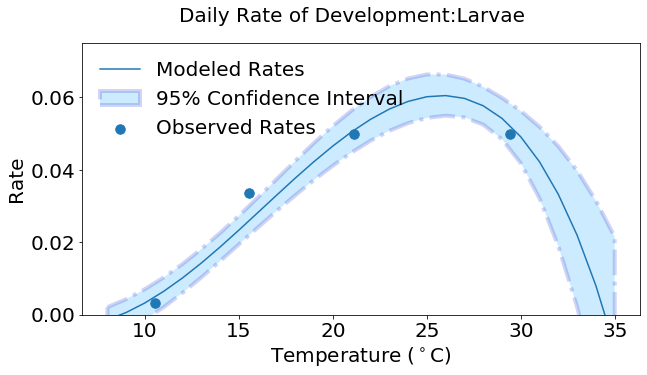 Daily Rate of Development:Larvae
Modeled Rates
95% Confidence Interval
Observed Rates
Rate
0.06
0.04
0.02
0.00
10 15 20 25 30 35
Temperature (°C)